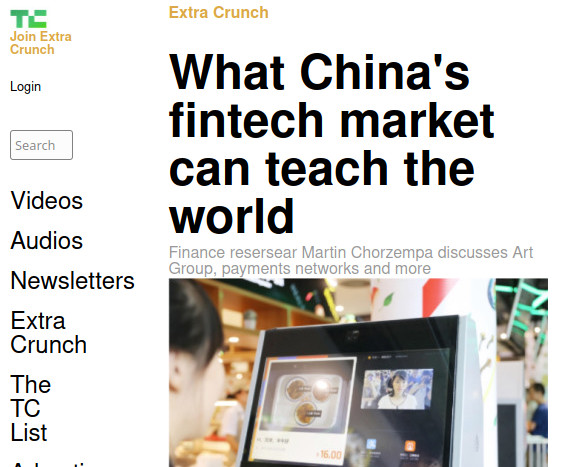 TC
Join Extra
Crunch
Login
Search
Videos
Audios
Newsletters
Extra
Crunch
The
TC
List
Extra Crunch
What China's
fintech market
can teach the
world
Finance resersear Martin Chorzempa discusses Art
Group, payments networks and more
16.00